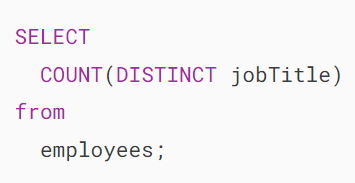 SELECT
  COUNT(DISTINCT jobTitle)
from
  employees;